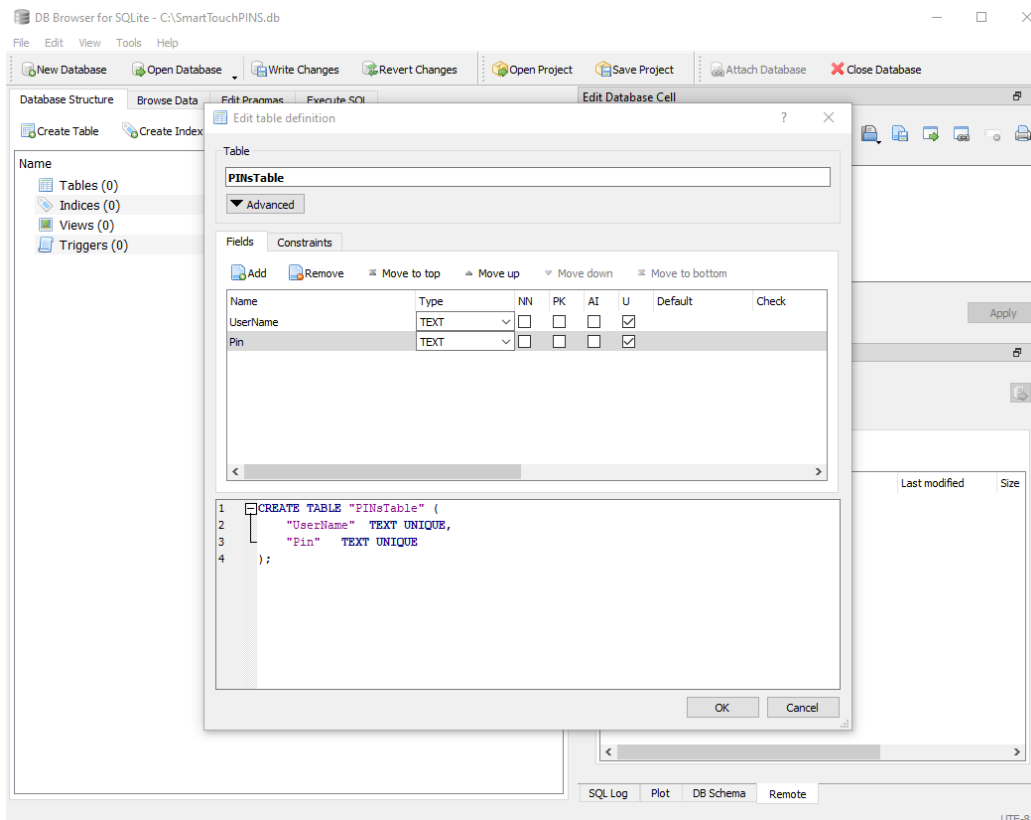 DB Browser for SQLite - C:\SmartTouchPINS.db
File Edit View Tools Help
New Database Open Database Write Changes Revert Changes Open Project Save Project Attach Database Close Database
Database Structure Browse Data Edit Pragmas Execute SQL
Edit Database Cell
Create Table Create Index
Edit table definition ?
Name
Tables (0)
Indices (0)
Views (0)
Triggers (0)
Table
PINsTable
Advanced
Fields Constraints
Add Remove Move to top Move up Move down Move to bottom
Name Type NN PK AI U Default Check
UserName TEXT
Pin TEXT
1 CREATE TABLE "PINsTable" (
2 "UserName" TEXT UNIQUE,
3 "Pin" TEXT UNIQUE
4 );
OK Cancel
Apply
Last modified Size
SQL Log Plot DB Schema Remote
UTF-8